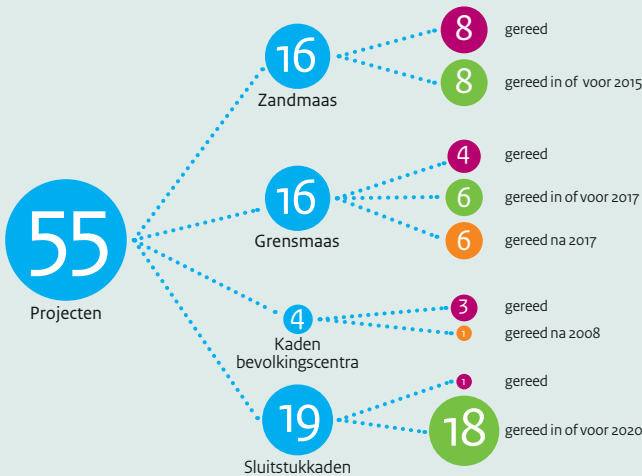 55
Projecten
16
Zandmaas
8
gereed
8
gereed in of voor 2015
16
Grensmaas
4
gereed
6
gereed in of voor 2017
6
gereed na 2017
4
Kaden
bevolkingscentra
3
gereed
1
gereed na 2008
19
Sluitstukkaden
1
gereed
18
gereed in of voor 2020